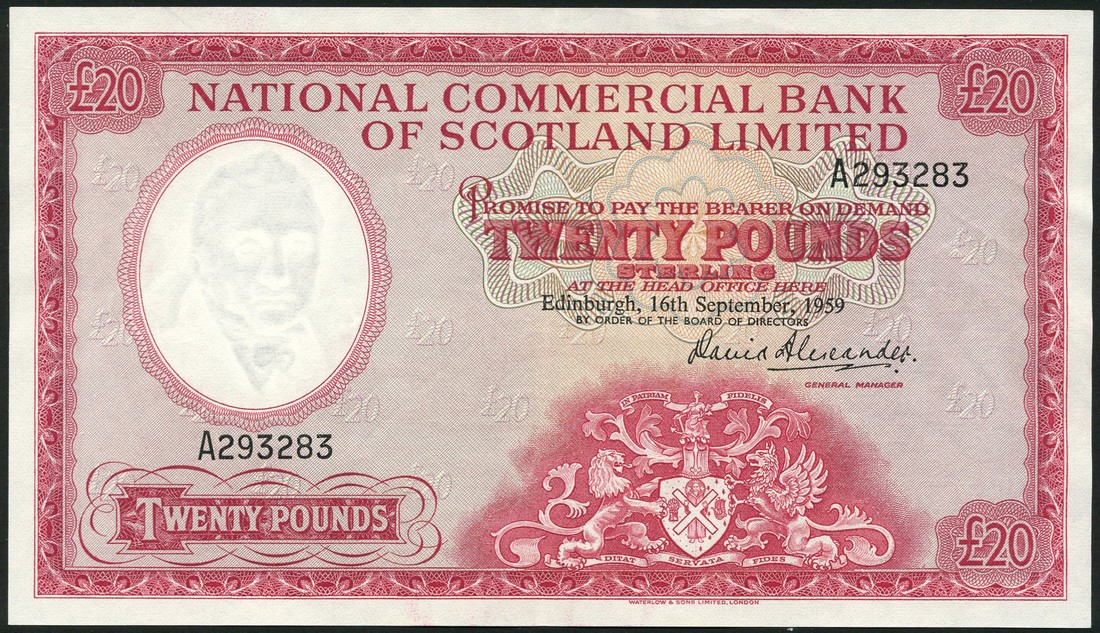 £20
£20
NATIONAL COMMERCIAL BANK
OF SCOTLAND LIMITED
A293283
PROMISE TO PAY THE BEARER ON DEMAND
TWENTY POUNDS
STERLING
AT THE HEAD OFFICE HERE
Edinburgh, 16th September, 1959
BY ORDER OF THE BOARD OF DIRECTORS
David Alexander.
GENERAL MANAGER
IN PATRIAM FIDELIS
A293283
TWENTY POUNDS
DITAT SERVATA FIDES
£20
WATERLOW & SONS LIMITED, LONDON